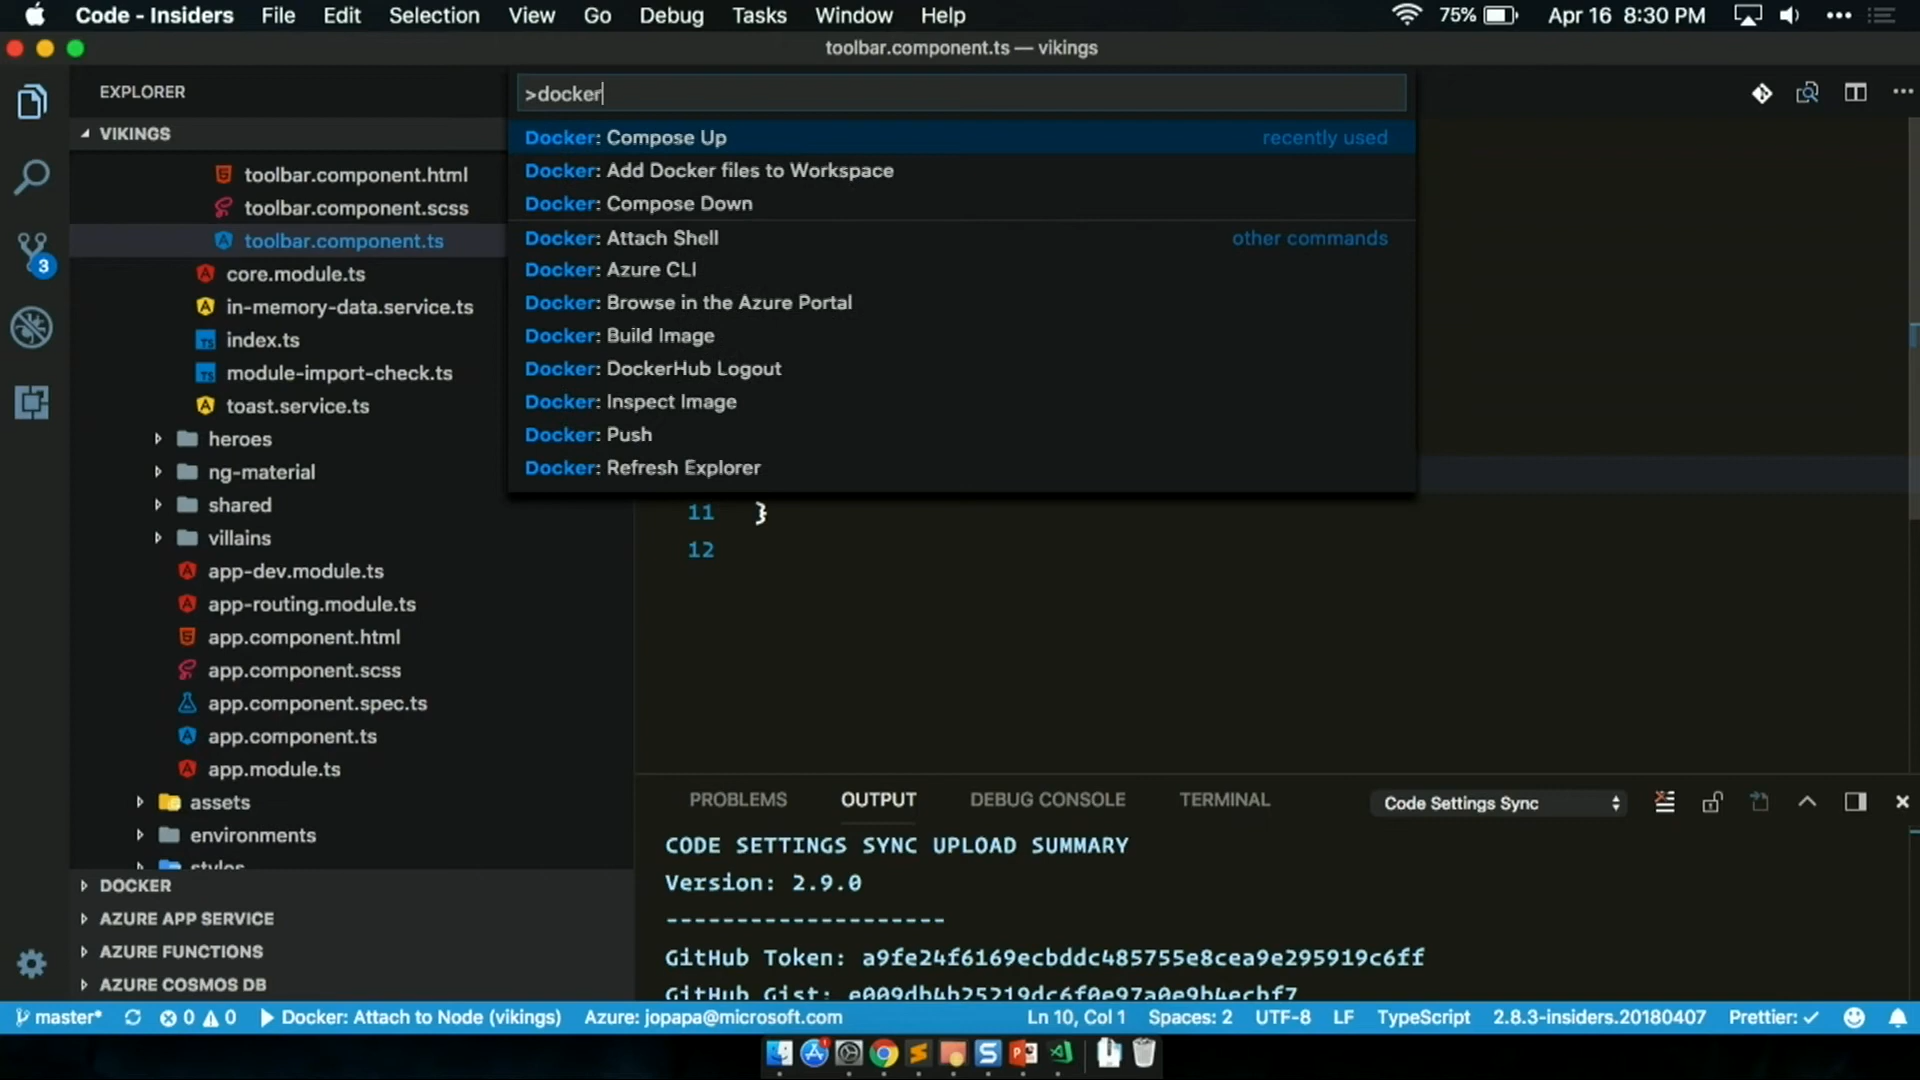 Code - Insiders File Edit Selection View Go Debug Tasks Window Help 75% Apr 16 8:30 PM
toolbar.component.ts — vikings
EXPLORER
>docker
VIKINGS
Docker: Compose Up recently used
Docker: Add Docker files to Workspace
Docker: Compose Down
Docker: Attach Shell other commands
Docker: Azure CLI
Docker: Browse in the Azure Portal
Docker: Build Image
Docker: DockerHub Logout
Docker: Inspect Image
Docker: Push
Docker: Refresh Explorer
toolbar.component.html
toolbar.component.scss
toolbar.component.ts
core.module.ts
in-memory-data.service.ts
index.ts
module-import-check.ts
toast.service.ts
heroes
ng-material
shared
villains
app-dev.module.ts
app-routing.module.ts
app.component.html
app.component.scss
app.component.spec.ts
app.component.ts
app.module.ts
assets
environments
styles
3
DOCKER
AZURE APP SERVICE
AZURE FUNCTIONS
AZURE COSMOS DB
11 }
12
PROBLEMS OUTPUT DEBUG CONSOLE TERMINAL Code Settings Sync
CODE SETTINGS SYNC UPLOAD SUMMARY
Version: 2.9.0
--------------------
GitHub Token: a9fe24f6169ecbddc485755e8cea9e295919c6ff
GitHub Gist: e009db4b25219dc6f0e97a0e9b4ecbf7
master* 0 0 Docker: Attach to Node (vikings) Azure: jopapa@microsoft.com Ln 10, Col 1 Spaces: 2 UTF-8 LF TypeScript 2.8.3-insiders.20180407 Prettier: ✓